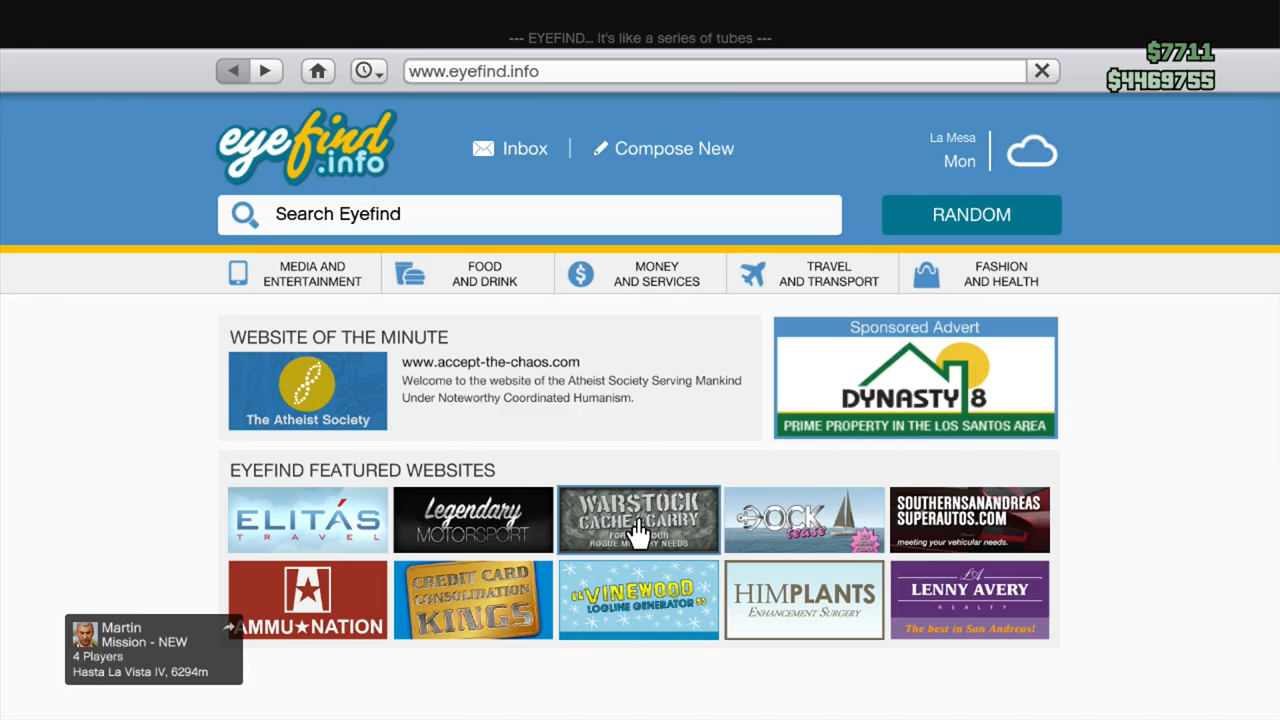 --- EYEFIND... It's like a series of tubes ---
$7711
$4469755
www.eyefind.info
eyefind
.info
Inbox
Compose New
La Mesa
Mon
Search Eyefind
RANDOM
MEDIA AND
ENTERTAINMENT
FOOD
AND DRINK
MONEY
AND SERVICES
TRAVEL
AND TRANSPORT
FASHION
AND HEALTH
WEBSITE OF THE MINUTE
The Atheist Society
www.accept-the-chaos.com
Welcome to the website of the Atheist Society Serving Mankind
Under Noteworthy Coordinated Humanism.
Sponsored Advert
DYNASTY 8
PRIME PROPERTY IN THE LOS SANTOS AREA
EYEFIND FEATURED WEBSITES
ELITÁS
TRAVEL
Legendary
MOTORSPORT
WARSTOCK
CACHE CARRY
ROGUE NEEDS
DOCK
tease
SOUTHERNSANANDREAS
SUPERAUTOS.COM
meeting your vehicular needs.
AMMU★NATION
CREDIT CARD
CONSOLIDATION
KINGS
"VINEWOOD
LOGLINE GENERATOR"
HIMPLANTS
ENHANCEMENT SURGERY
LA
LENNY AVERY
REALTY
The best in San Andreas!
Martin
Mission - NEW
4 Players
Hasta La Vista IV, 6294m